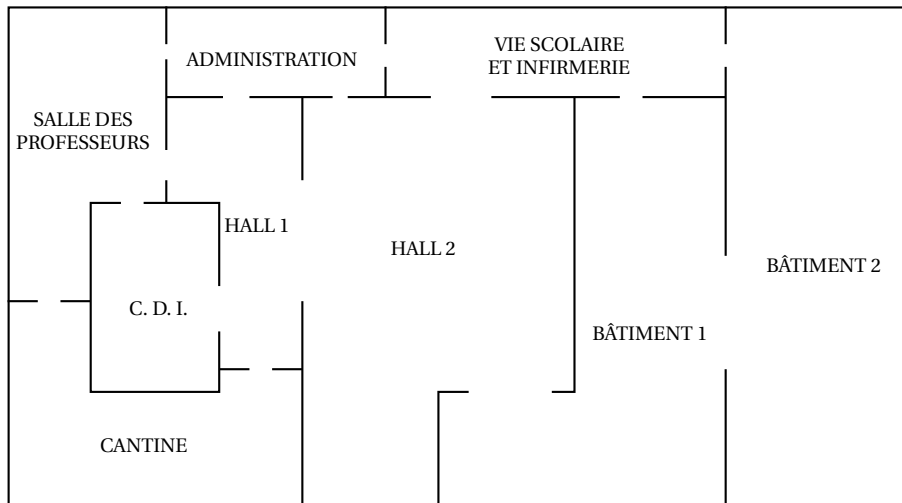 ADMINISTRATION
VIE SCOLAIRE
ET INFIRMERIE
SALLE DES
PROFESSEURS
HALL 1
HALL 2
BÂTIMENT 2
C. D. I.
BÂTIMENT 1
CANTINE